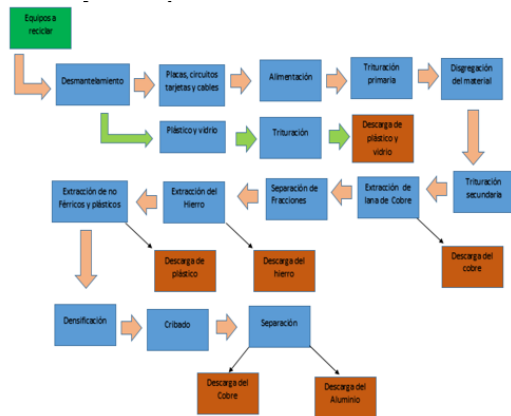 Equipos a
reciclar
Desmantelamiento
Placas, circuitos
tarjetas y cables
Alimentación
Trituración
primaria
Disgregación
del material
Plástico y vidrio
Trituración
Descarga de
plástico y
vidrio
Extracción de no
Férricos y plásticos
Extracción del
Hierro
Separación de
Fracciones
Extracción de
lana de Cobre
Trituración
secundaria
Descarga de
plástico
Descarga del
hierro
Descarga del
cobre
Densificación
Cribado
Separación
Descarga del
Cobre
Descarga del
Aluminio